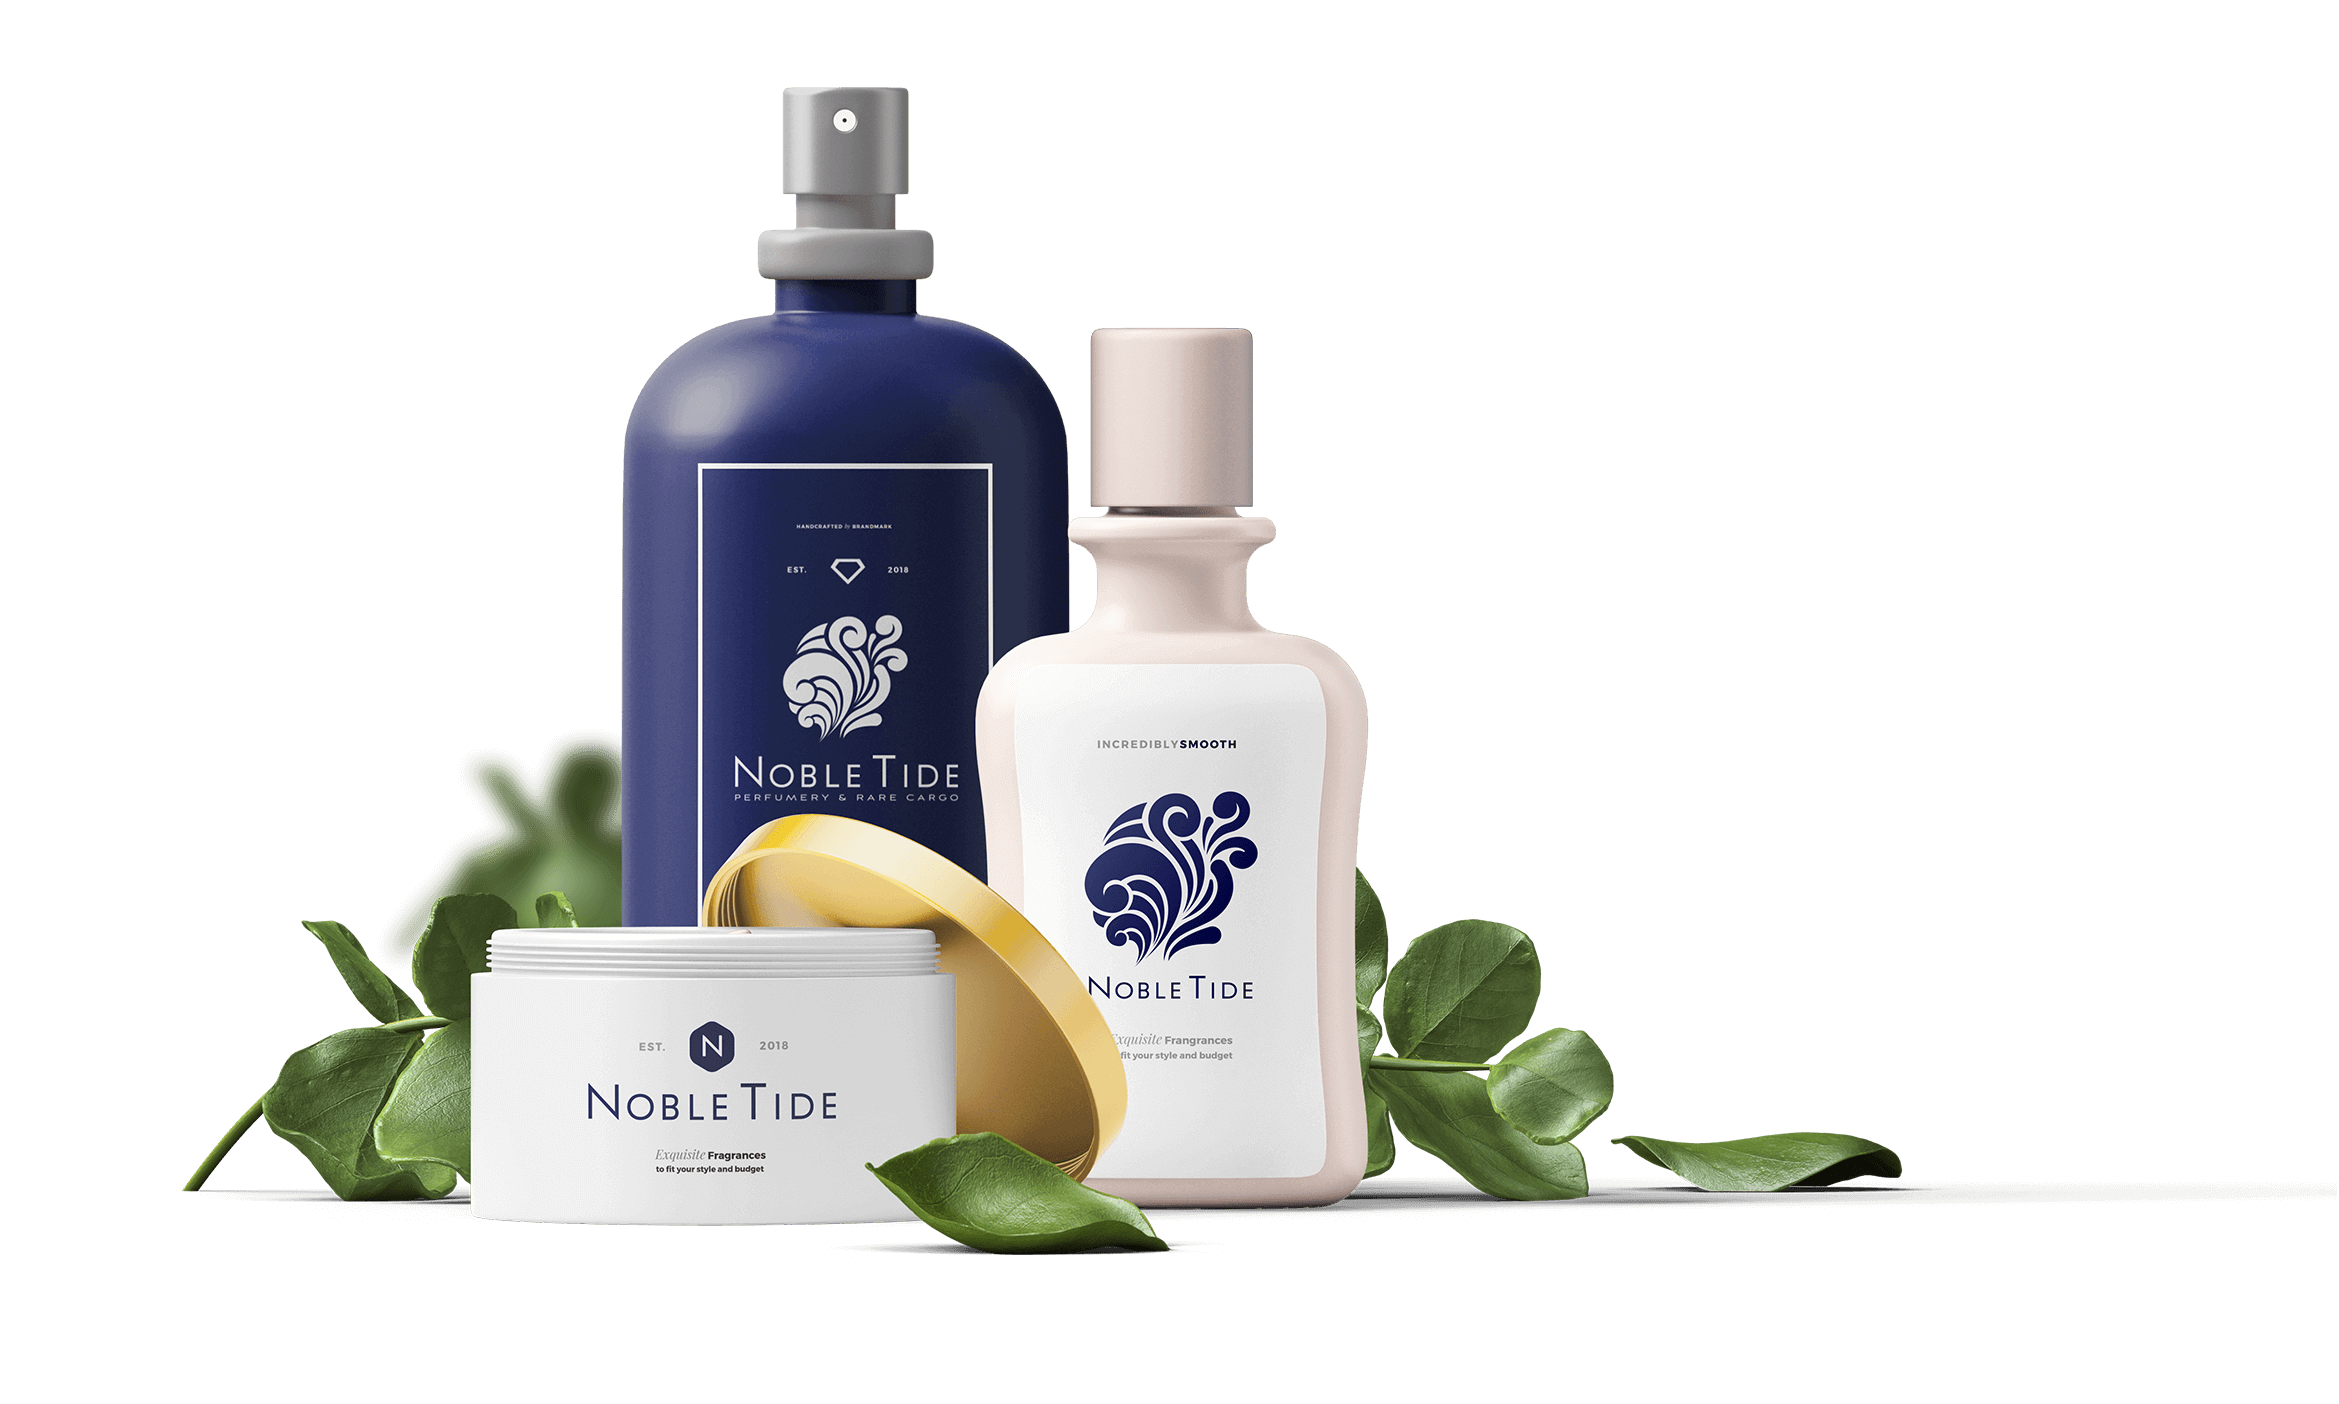 HANDCRAFTED by BRANDMARK
EST. 2018
NOBLE TIDE
PERFUMERY & RARE CARGO
INCREDIBLYSMOOTH
NOBLE TIDE
Exquisite Frangrances
fit your style and budget
EST. N 2018
NOBLE TIDE
Exquisite Fragrances
to fit your style and budget